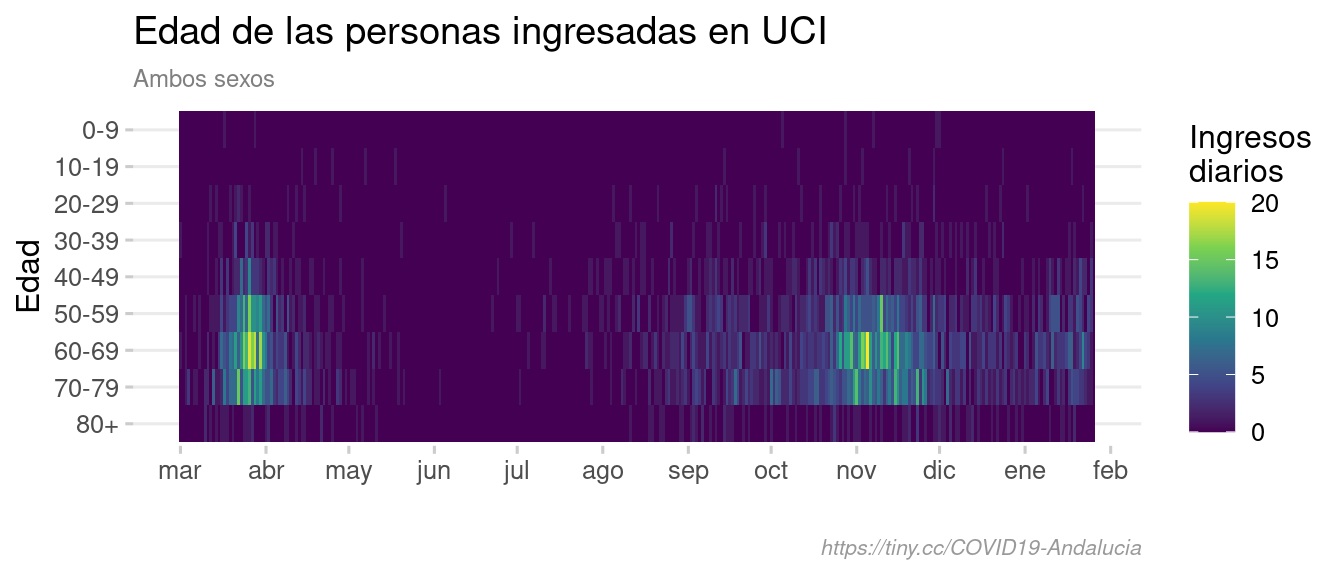 Edad de las personas ingresadas en UCI
Ambos sexos
Edad
0-9
10-19
20-29
30-39
40-49
50-59
60-69
70-79
80+
mar abr may jun jul ago sep oct nov dic ene feb
Ingresos
diarios
20
15
10
5
0
https://tiny.cc/COVID19-Andalucia